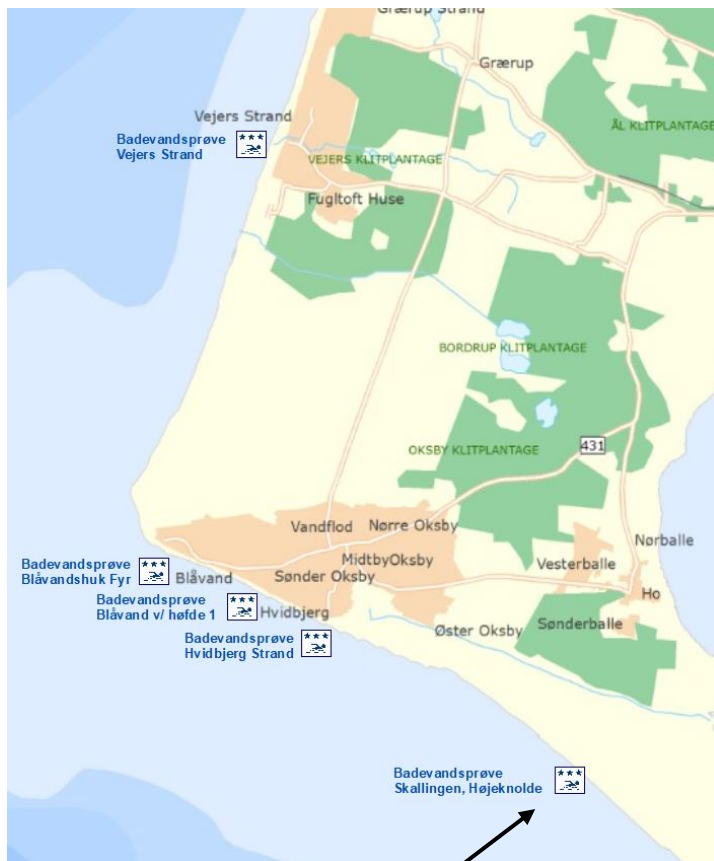 Grærup Strand
Grærup
Vejers Strand
ÅL KLITPLANTAGE
Badevandsprøve
Vejers Strand
VEJERS KLITPLANTAGE
Fugltoft Huse
BORDRUP KLITPLANTAGE
OKSBY KLITPLANTAGE
431
Vandflod
Nørre Oksby
Nørballe
MidtbyOksby
Vesterballe
Badevandsprøve
Blåvandshuk Fyr
Blåvand
Sønder Oksby
Ho
Badevandsprøve
Blåvand v/ høfde 1
Hvidbjerg
Sønderballe
Øster Oksby
Badevandsprøve
Hvidbjerg Strand
Badevandsprøve
Skallingen, Højeknolde